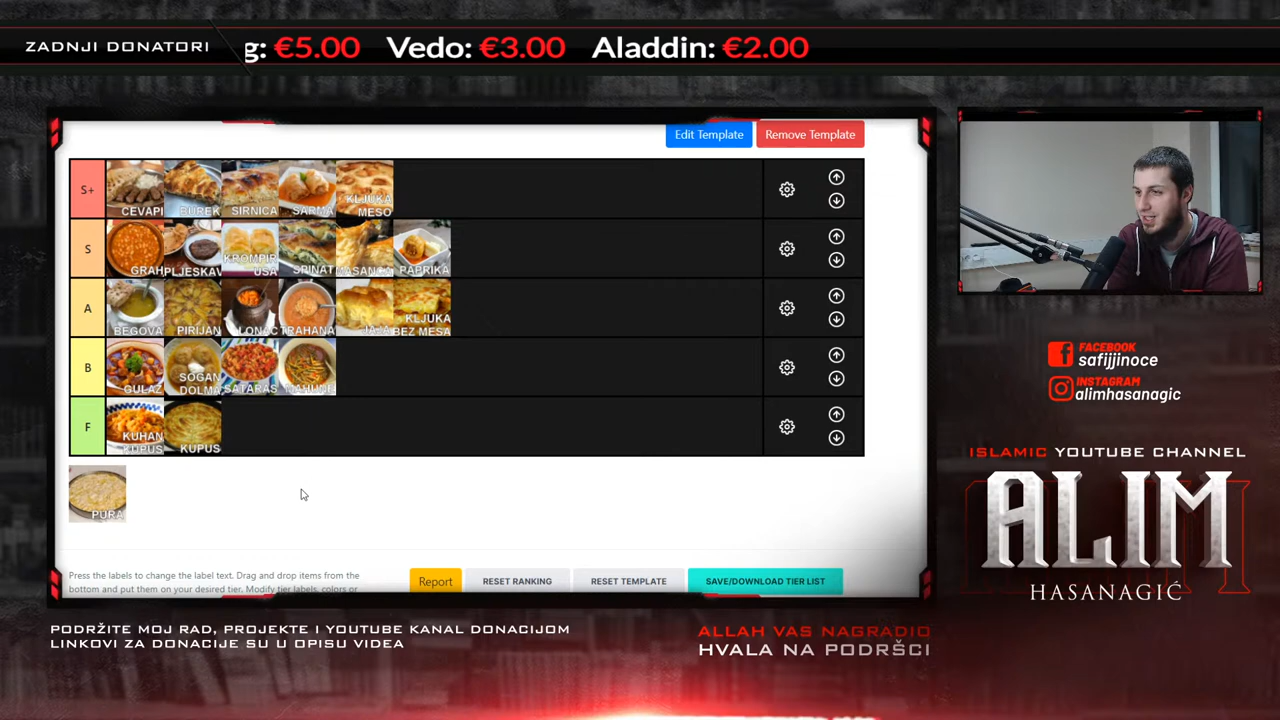 ZADNJI DONATORI
g: €5.00 Vedo: €3.00 Aladdin: €2.00
Edit Template
Remove Template
S+
CEVAPI
BUREK
SIRNICA
SARMA
KLJUKA
MESO
S
GRAH
PLJESKAV
KROMPIR
USA
SPINAT
MASANCA
PAPRIKA
A
BEGOVA
PIRIJAN
LONAC
TRAHANA
JAJA
KLJUKA
BEZ MESA
B
GULAZ
SOGAN
DOLMA
SATARAS
MAHUNE
F
KUHAN
KUPUS
KUPUS
PURA
Press the labels to change the label text. Drag and drop items from the
bottom and put them on your desired tier. Modify tier labels, colors or
Report
RESET RANKING
RESET TEMPLATE
SAVE/DOWNLOAD TIER LIST
FACEBOOK
safijjinoce
INSTAGRAM
alimhasanagic
ISLAMIC YOUTUBE CHANNEL
ALIM
HASANAGIĆ
PODRŽITE MOJ RAD, PROJEKTE I YOUTUBE KANAL DONACIJOM
LINKOVI ZA DONACIJE SU U OPISU VIDEA
ALLAH VAS NAGRADIO
HVALA NA PODRŠCI